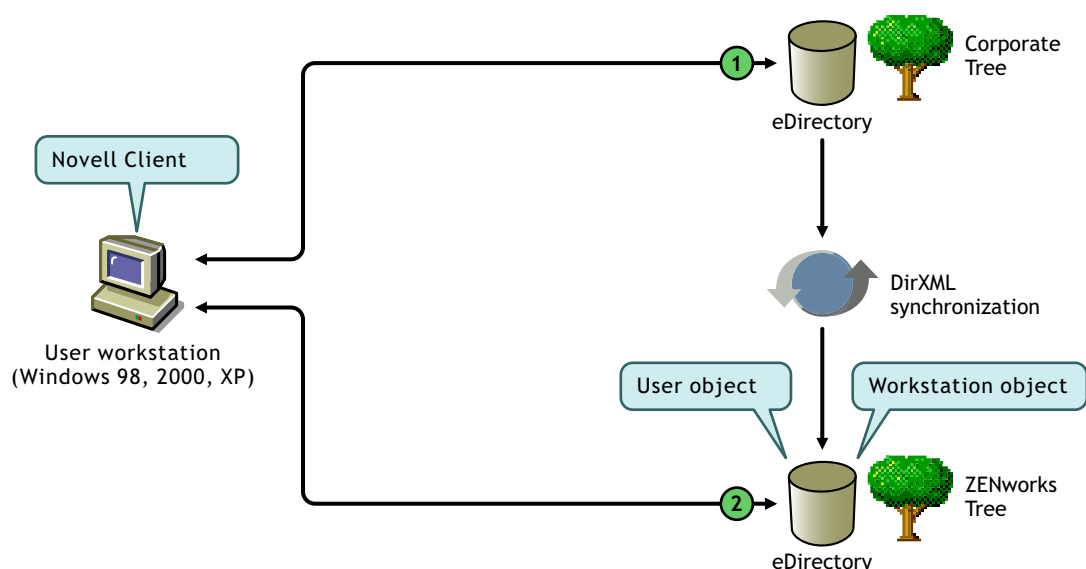 1
Corporate
Tree
eDirectory
Novell Client
DirXML
synchronization
User workstation
(Windows 98, 2000, XP)
User object
Workstation object
2
ZENworks
Tree
eDirectory